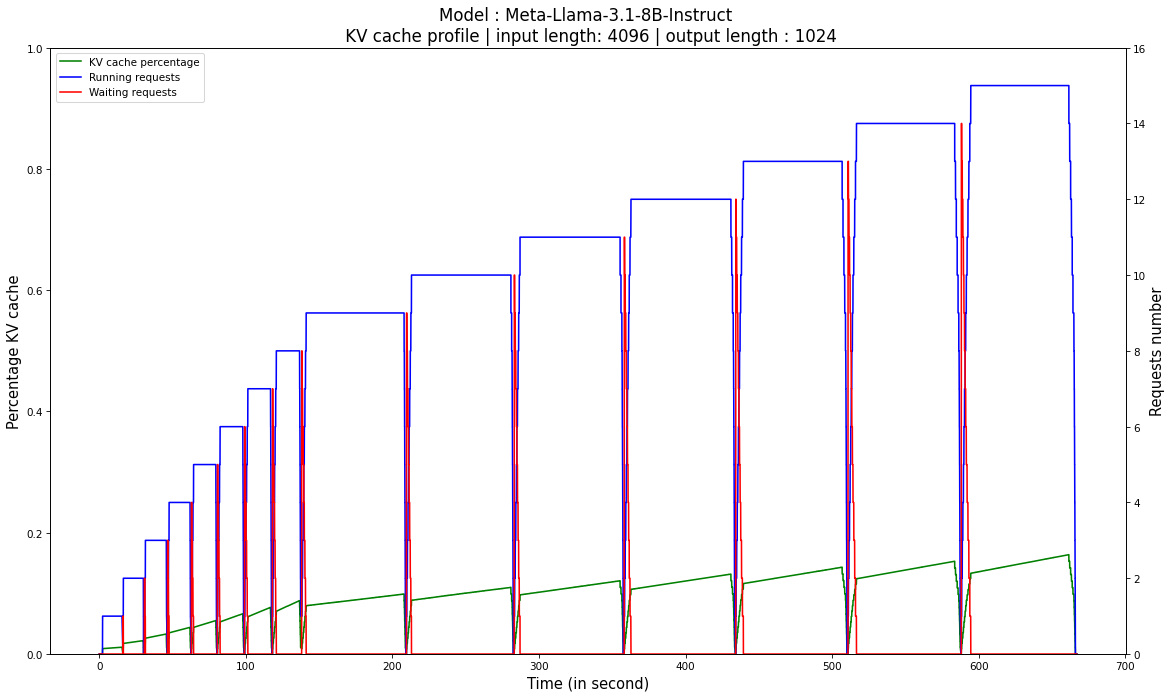 Model : Meta-Llama-3.1-8B-Instruct
KV cache profile | input length: 4096 | output length : 1024
KV cache percentage
Running requests
Waiting requests
Percentage KV cache
1.0
0.8
0.6
0.4
0.2
0.0
16
14
12
10
8
6
4
2
0
Requests number
0 100 200 300 400 500 600 700
Time (in second)